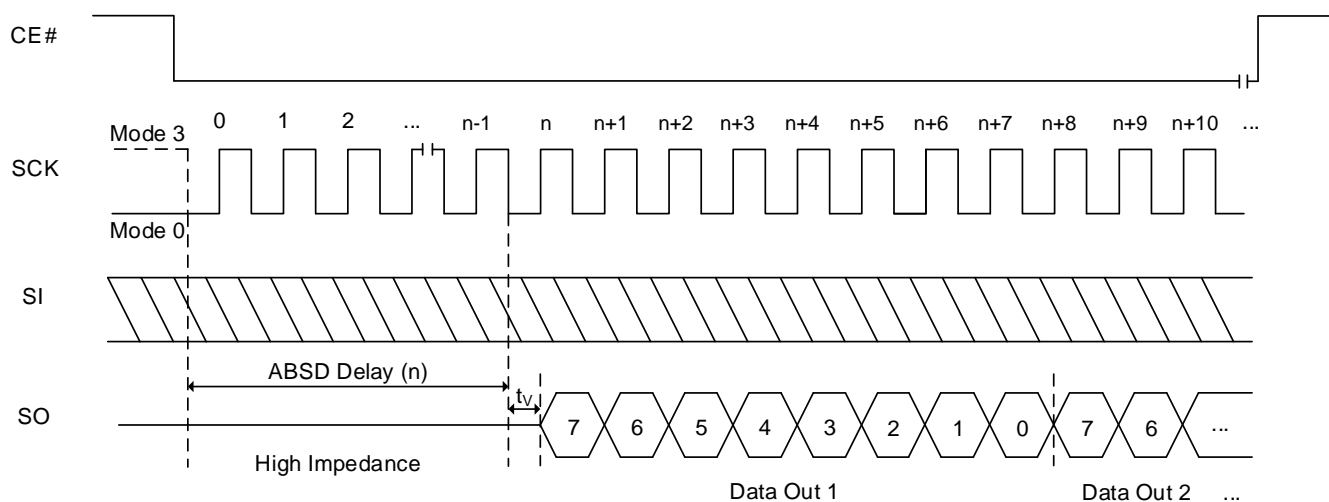 CE#
0 1 2 ... n-1 n n+1 n+2 n+3 n+4 n+5 n+6 n+7 n+8 n+9 n+10 ...
Mode 3
SCK
Mode 0
SI
ABSD Delay (n)
tV
SO
7 6 5 4 3 2 1 0 7 6 ...
High Impedance
Data Out 1 Data Out 2 ...